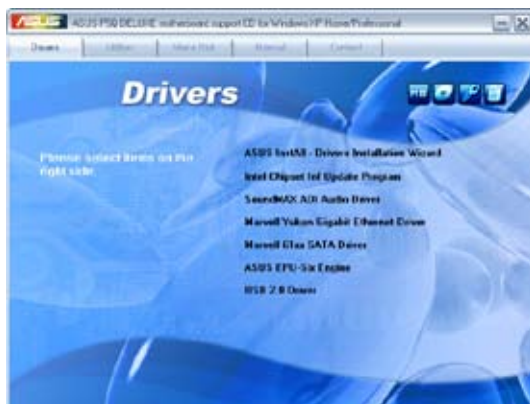 ASUS P5Q DELUXE motherboard support CD for Windows XP Home/Professional
Drivers Utilities Make Disk Manual Contact
Drivers
Please select items on the
right side.
ASUS InstAll - Drivers Installation Wizard
Intel Chipset Inf Update Program
SoundMAX ADI Audio Driver
Marvell Yukon Gigabit Ethernet Driver
Marvell 61xx SATA Driver
ASUS EPU-Six Engine
USB 2.0 Driver